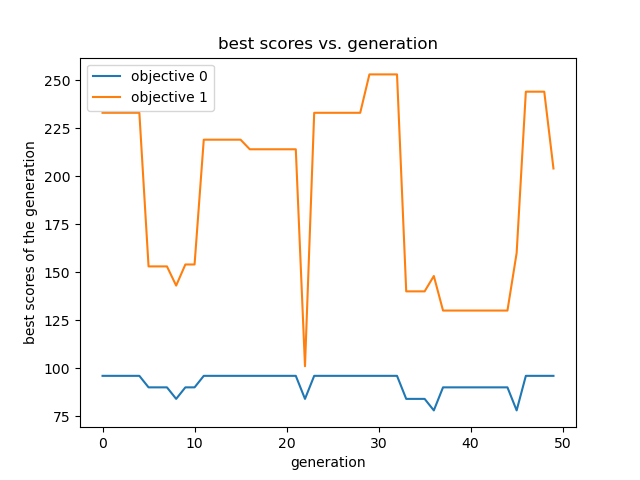 best scores vs. generation
objective 0
objective 1
best scores of the generation
250
225
200
175
150
125
100
75
0 10 20 30 40 50
generation